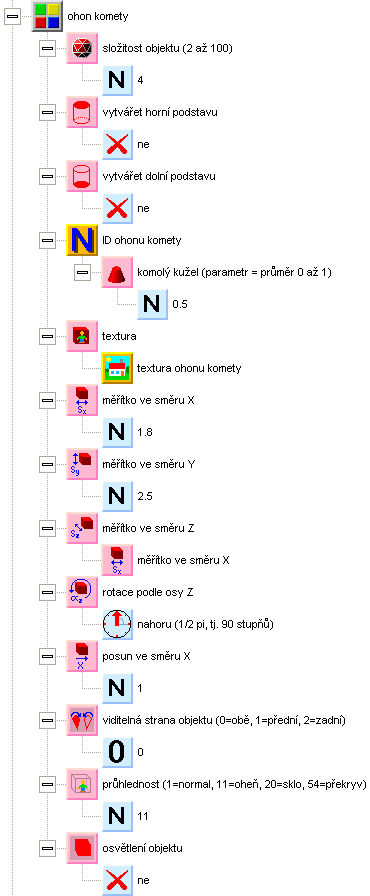 ohon komety
složitost objektu (2 až 100)
N 4
vytvářet horní podstavu
ne
vytvářet dolní podstavu
ne
N ID ohonu komety
komolý kužel (parametr = průměr 0 až 1)
N 0.5
textura
textura ohonu komety
Sx měřítko ve směru X
N 1.8
Sy měřítko ve směru Y
N 2.5
Sz měřítko ve směru Z
Sx měřítko ve směru X
αz rotace podle osy Z
nahoru (1/2 pi, tj. 90 stupňů)
X posun ve směru X
N 1
viditelná strana objektu (0=obě, 1=přední, 2=zadní)
0 0
průhlednost (1=normal, 11=oheň, 20=sklo, 54=překryv)
N 11
osvětlení objektu
ne